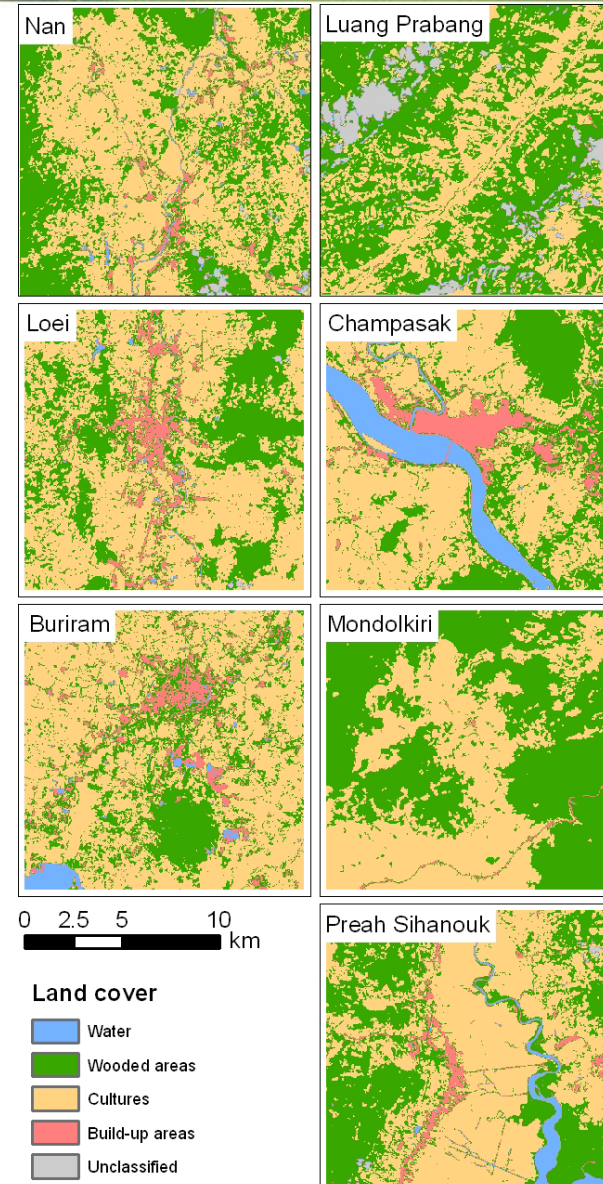 Nan
Luang Prabang
Loei
Champasak
Buriram
Mondolkiri
0 2.5 5 10
km
Preah Sihanouk
Land cover
Water
Wooded areas
Cultures
Build-up areas
Unclassified